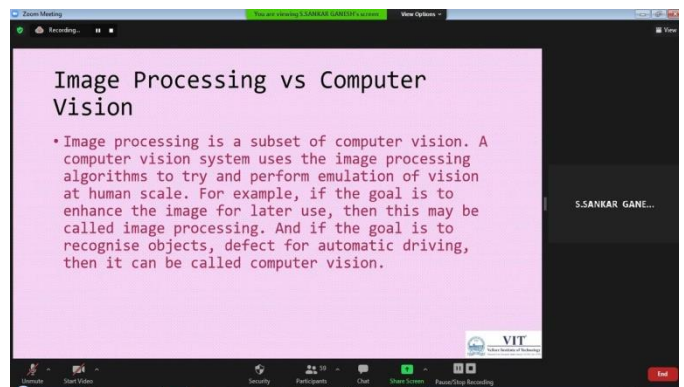 Zoom Meeting
You are viewing S.SANKAR GANESH's screen
View Options
Recording...
View
Image Processing vs Computer
Vision
• Image processing is a subset of computer vision. A
computer vision system uses the image processing
algorithms to try and perform emulation of vision
at human scale. For example, if the goal is to
enhance the image for later use, then this may be
called image processing. And if the goal is to
recognise objects, defect for automatic driving,
then it can be called computer vision.
S.SANKAR GANE...
VIT
Vellore Institute of Technology
Unmute
Start Video
Security
Participants
59
Chat
Share Screen
Pause/Stop Recording
End